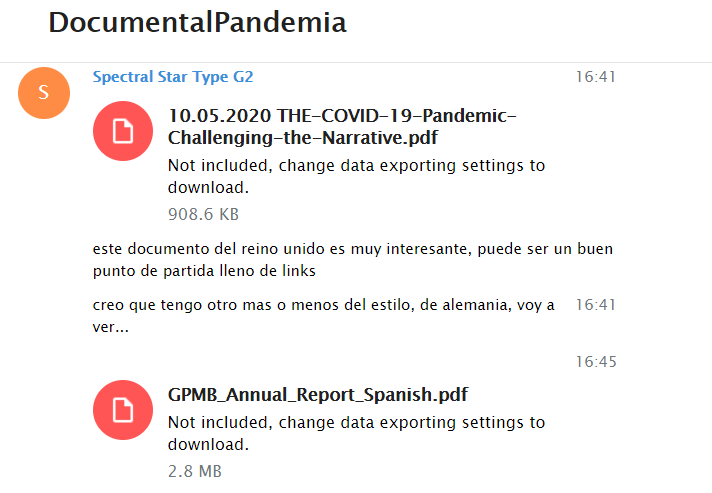 DocumentalPandemia
S
Spectral Star Type G2 16:41
10.05.2020 THE-COVID-19-Pandemic-
Challenging-the-Narrative.pdf
Not included, change data exporting settings to
download.
908.6 KB
este documento del reino unido es muy interesante, puede ser un buen
punto de partida lleno de links
creo que tengo otro mas o menos del estilo, de alemania, voy a 16:41
ver...
16:45
GPMB_Annual_Report_Spanish.pdf
Not included, change data exporting settings to
download.
2.8 MB